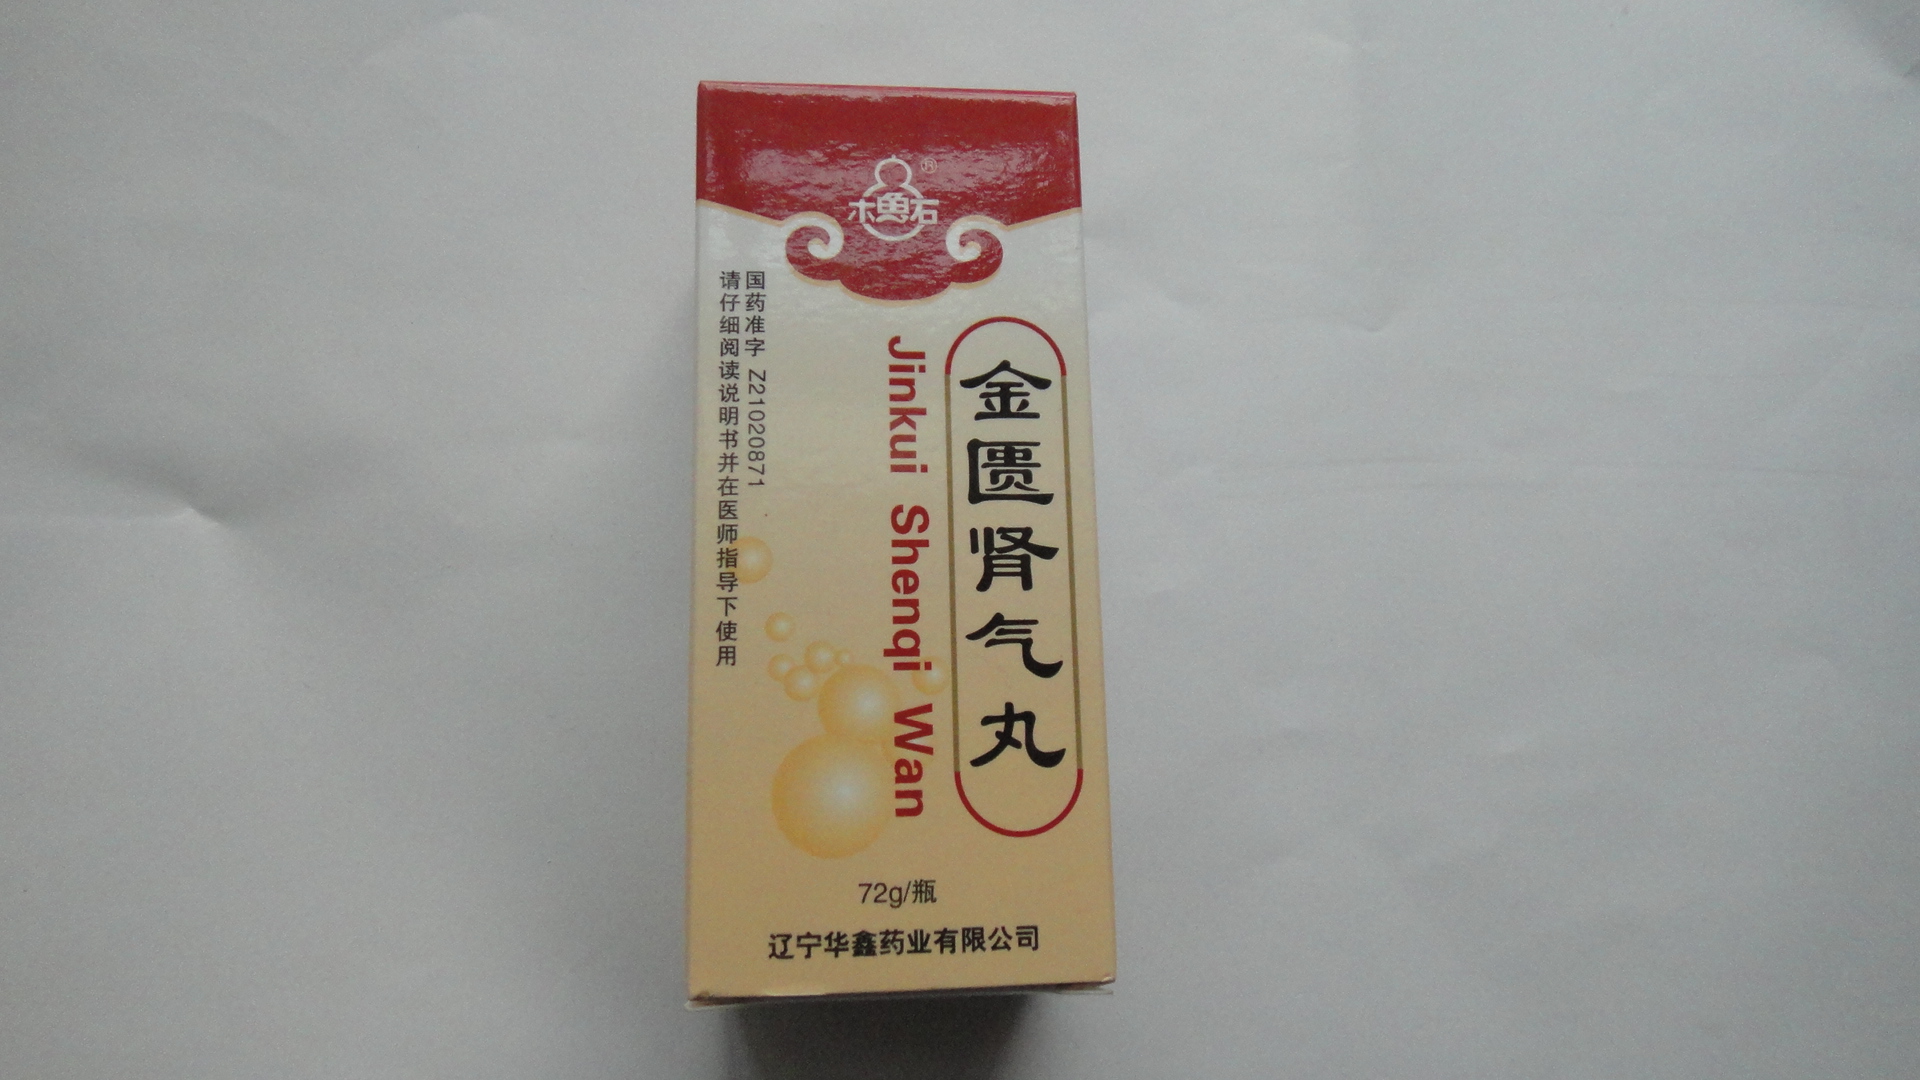 木鱼石
®
金匮肾气丸
Jinkui Shenqi Wan
国药准字 Z21020871
请仔细阅读说明书并在医师指导下使用
72g/瓶
辽宁华鑫药业有限公司